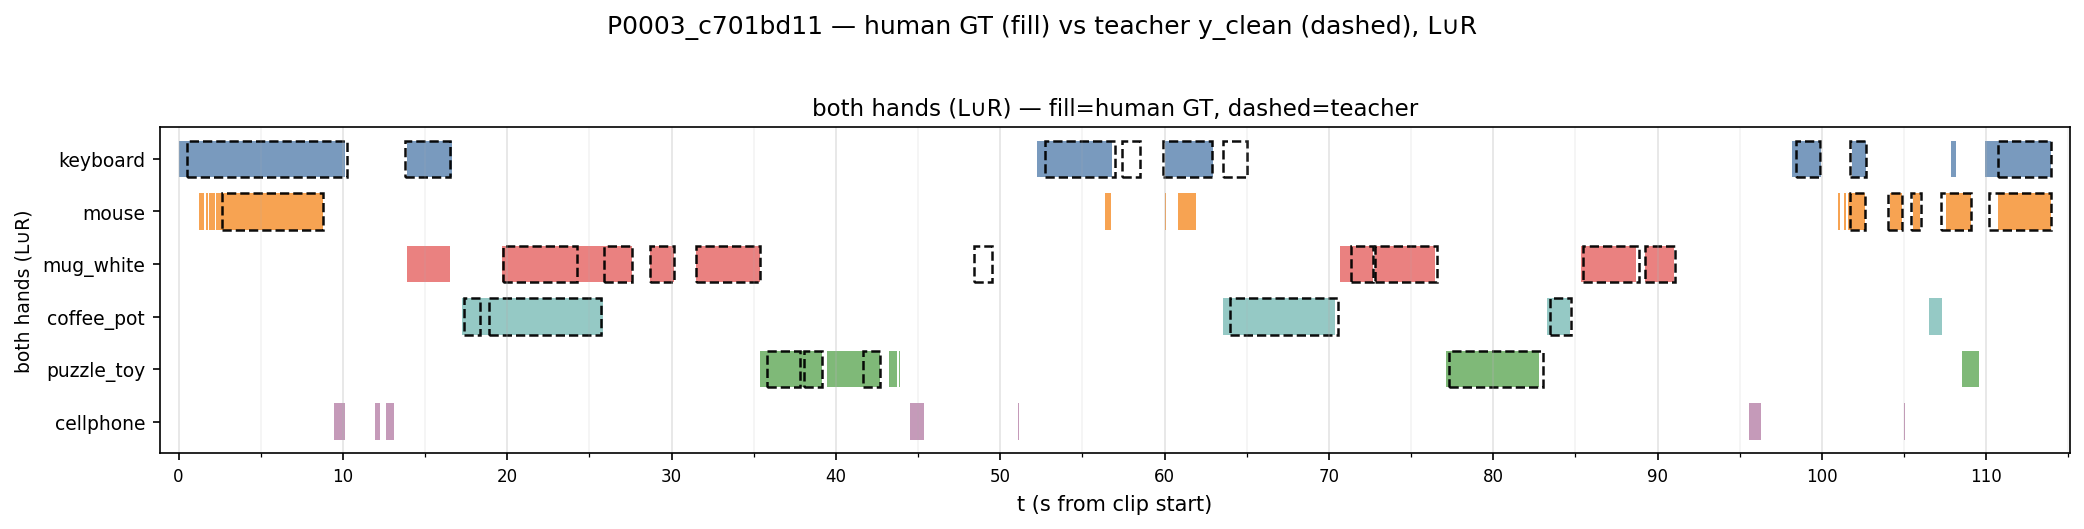 P0003_c701bd11 — human GT (fill) vs teacher y_clean (dashed), L∪R
both hands (L∪R) — fill=human GT, dashed=teacher
both hands (L∪R)
keyboard
mouse
mug_white
coffee_pot
puzzle_toy
cellphone
0 10 20 30 40 50 60 70 80 90 100 110
t (s from clip start)